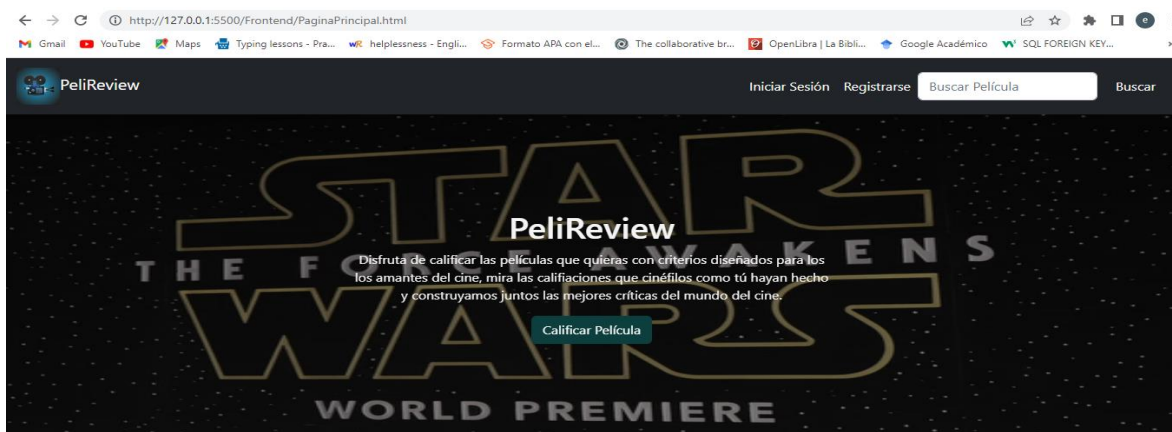 http://127.0.0.1:5500/Frontend/PaginaPrincipal.html
e
Gmail YouTube Maps Typing lessons - Pra... wR helplessness - Engli... Formato APA con el... The collaborative br... OpenLibra | La Bibli... Google Académico SQL FOREIGN KEY...
PeliReview Iniciar Sesión Registrarse Buscar Película Buscar
STAR
PeliReview
THE FORCE AWAKENS
Disfruta de calificar las películas que quieras con criterios diseñados para los
los amantes del cine, mira las califiaciones que cinéfilos como tú hayan hecho
y construyamos juntos las mejores críticas del mundo del cine.
Calificar Película
WARS
WORLD PREMIERE